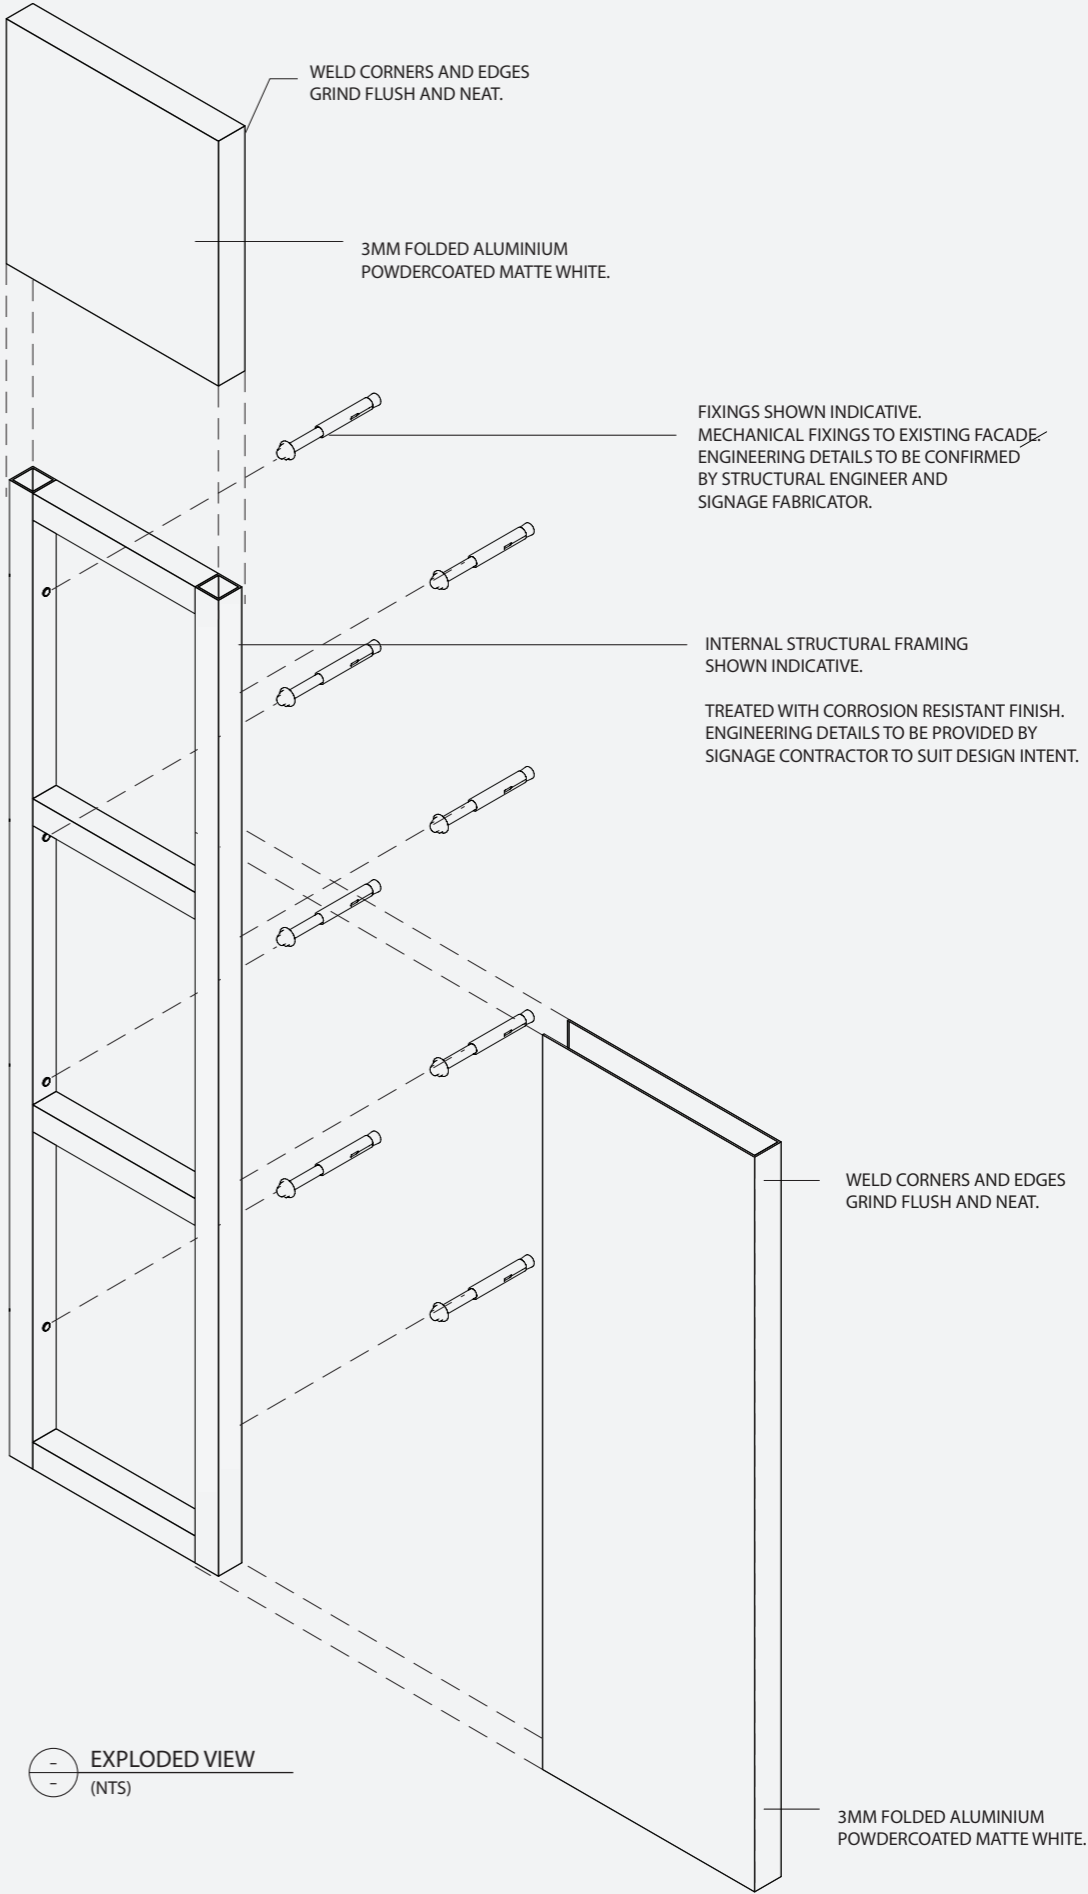 WELD CORNERS AND EDGES
GRIND FLUSH AND NEAT.
3MM FOLDED ALUMINIUM
POWDERCOATED MATTE WHITE.
FIXINGS SHOWN INDICATIVE.
MECHANICAL FIXINGS TO EXISTING FACADE.
ENGINEERING DETAILS TO BE CONFIRMED
BY STRUCTURAL ENGINEER AND
SIGNAGE FABRICATOR.
INTERNAL STRUCTURAL FRAMING
SHOWN INDICATIVE.
TREATED WITH CORROSION RESISTANT FINISH.
ENGINEERING DETAILS TO BE PROVIDED BY
SIGNAGE CONTRACTOR TO SUIT DESIGN INTENT.
WELD CORNERS AND EDGES
GRIND FLUSH AND NEAT.
-
-
EXPLODED VIEW
(NTS)
3MM FOLDED ALUMINIUM
POWDERCOATED MATTE WHITE.